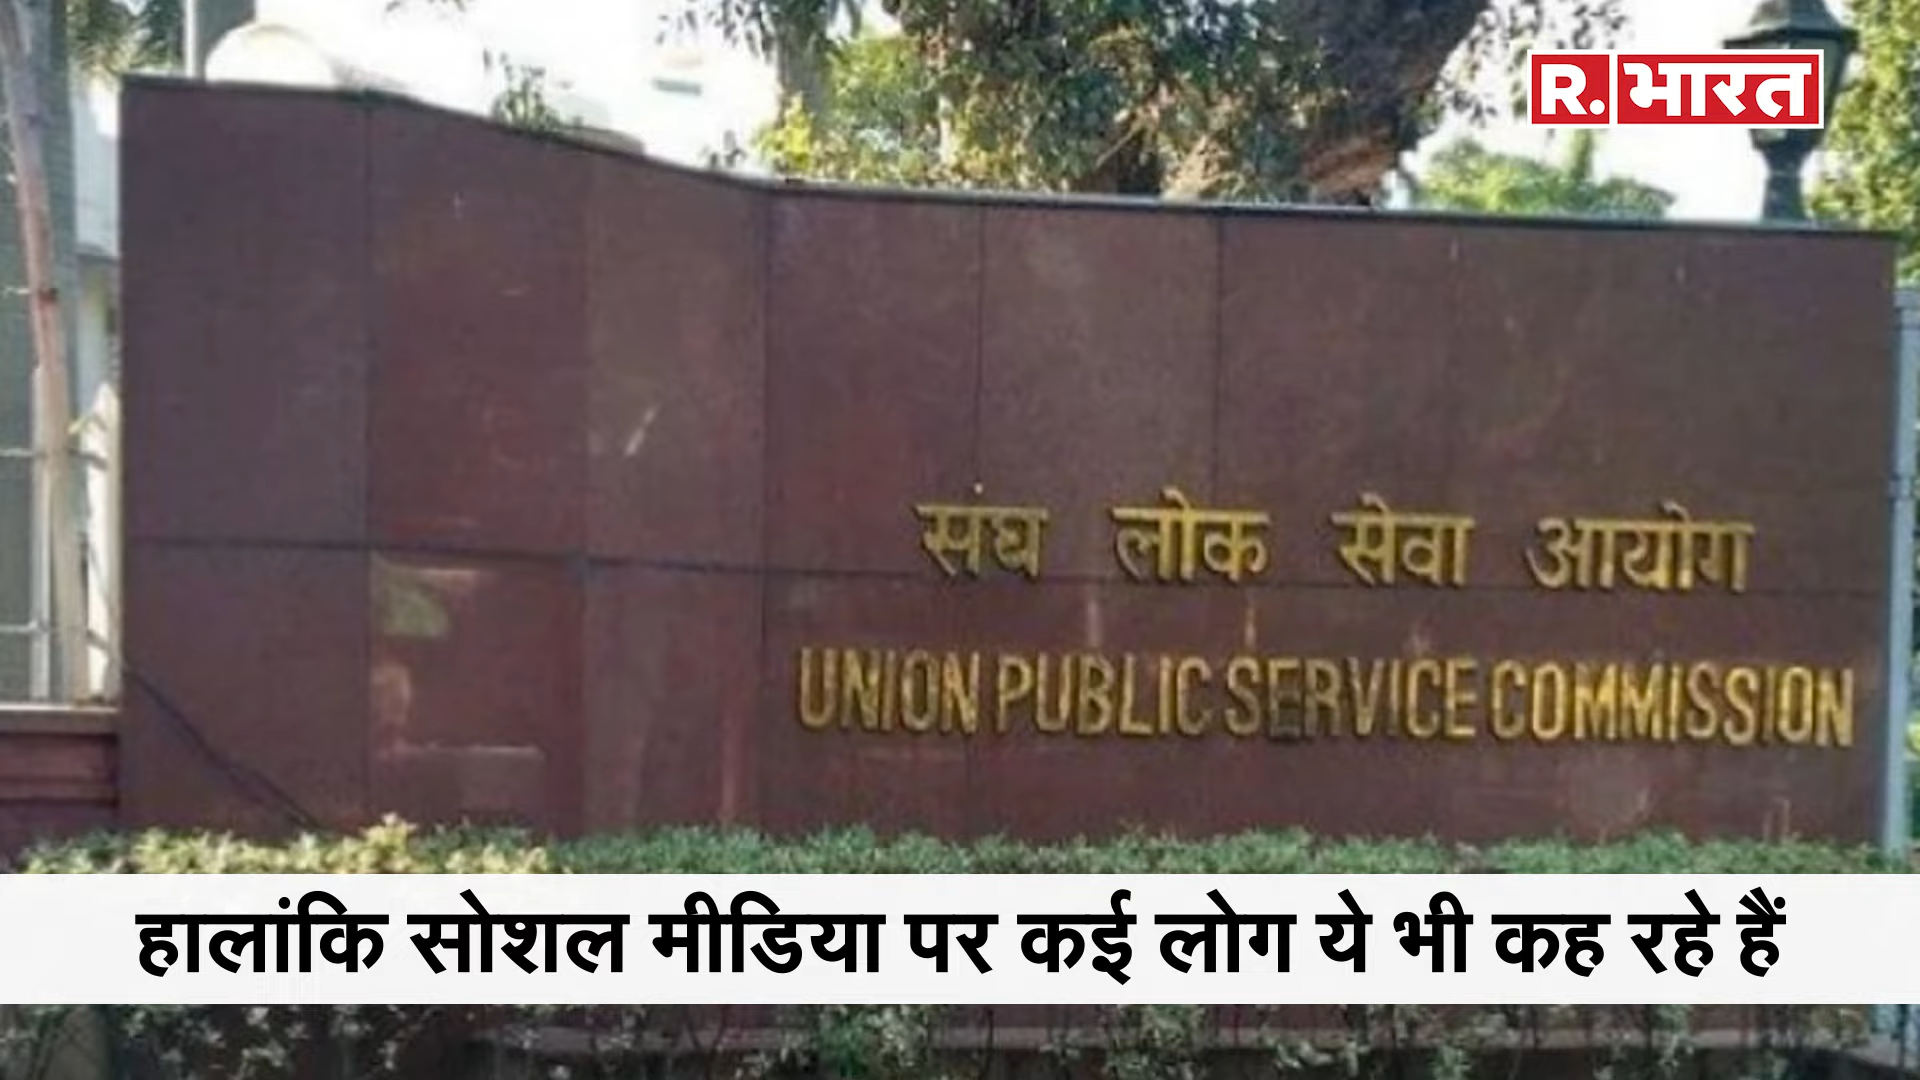 R.भारत
संघ लोक सेवा आयोग
UNION PUBLIC SERVICE COMMISSION
हालांकि सोशल मीडिया पर कई लोग ये भी कह रहे हैं